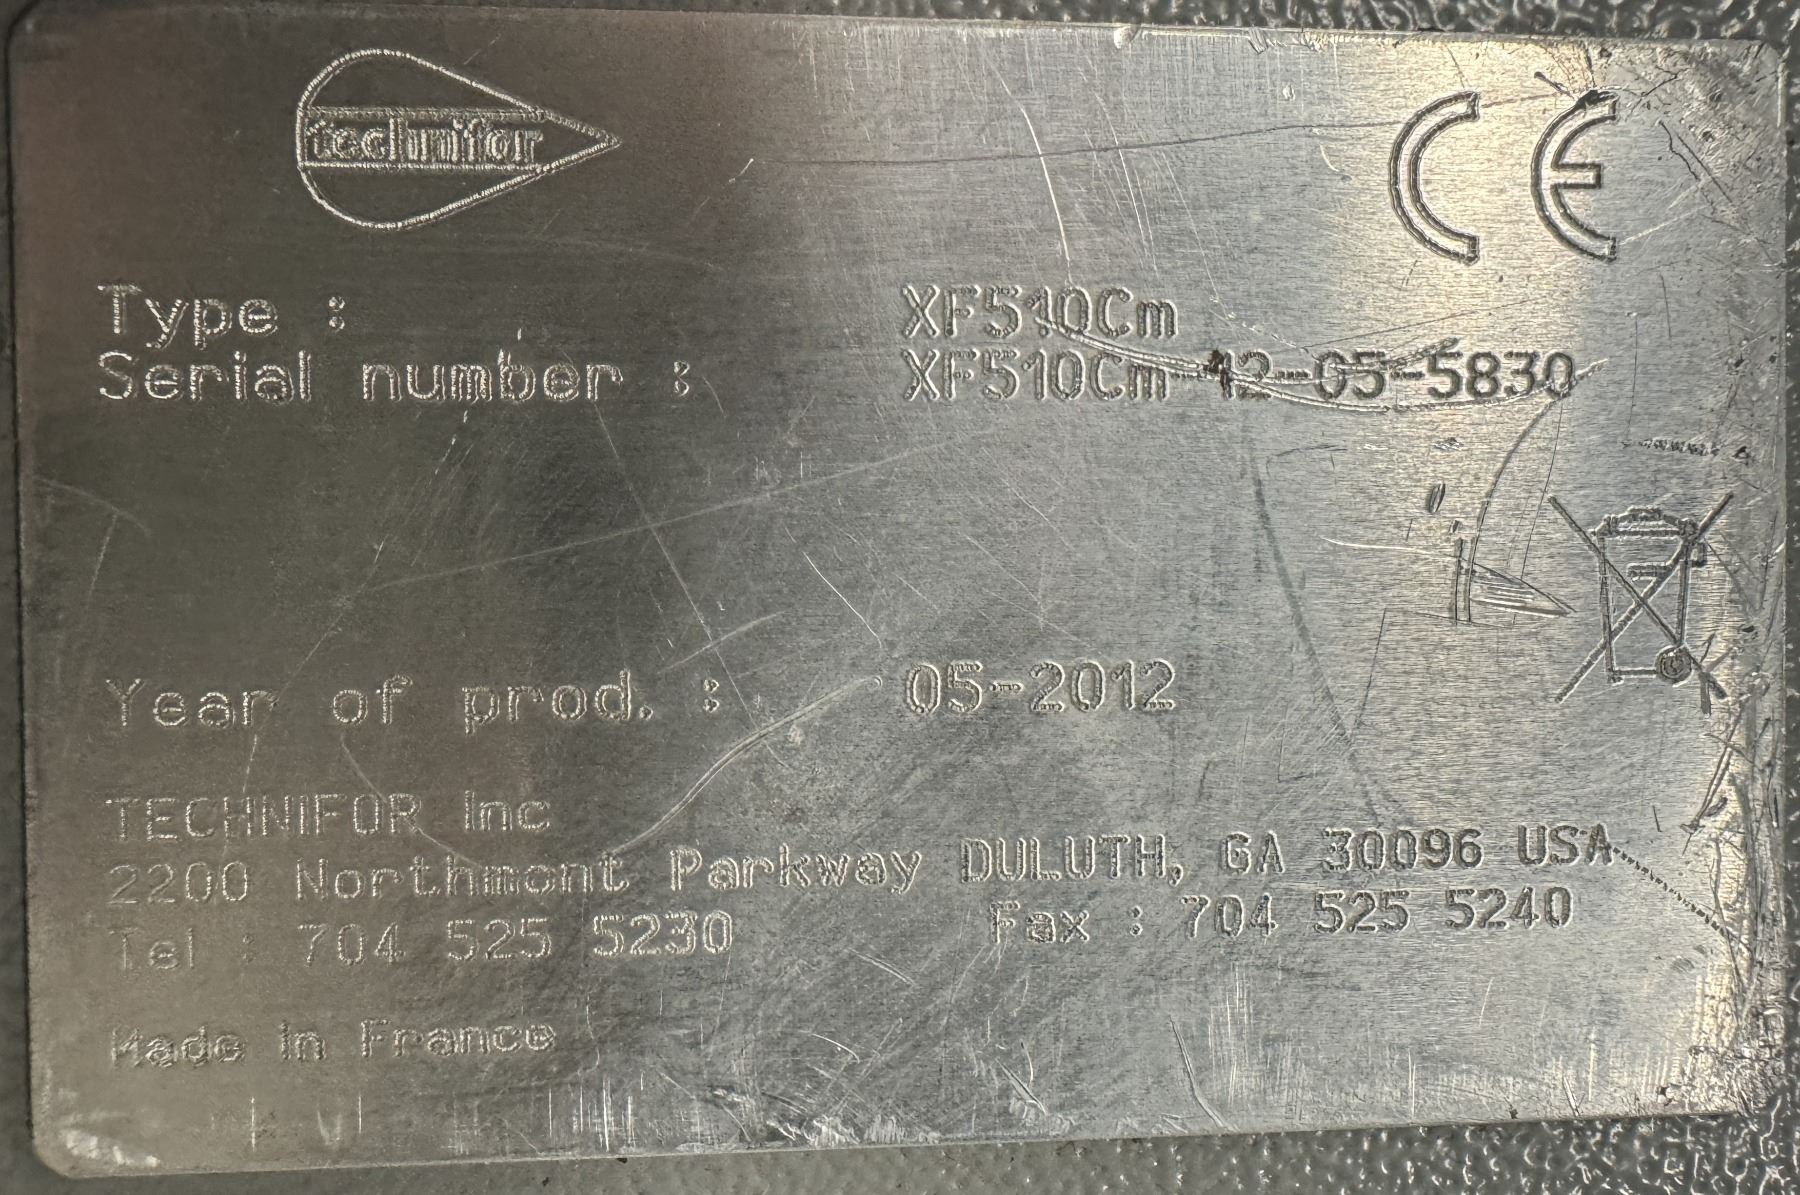 technifor
CE
Type : XF510Cm
Serial number : XF510Cm-12-05-5830
Year of prod. : 05-2012
TECHNIFOR Inc
2200 Northmont Parkway DULUTH, GA 30096 USA
Tel : 704 525 5230 Fax : 704 525 5240
Made in France